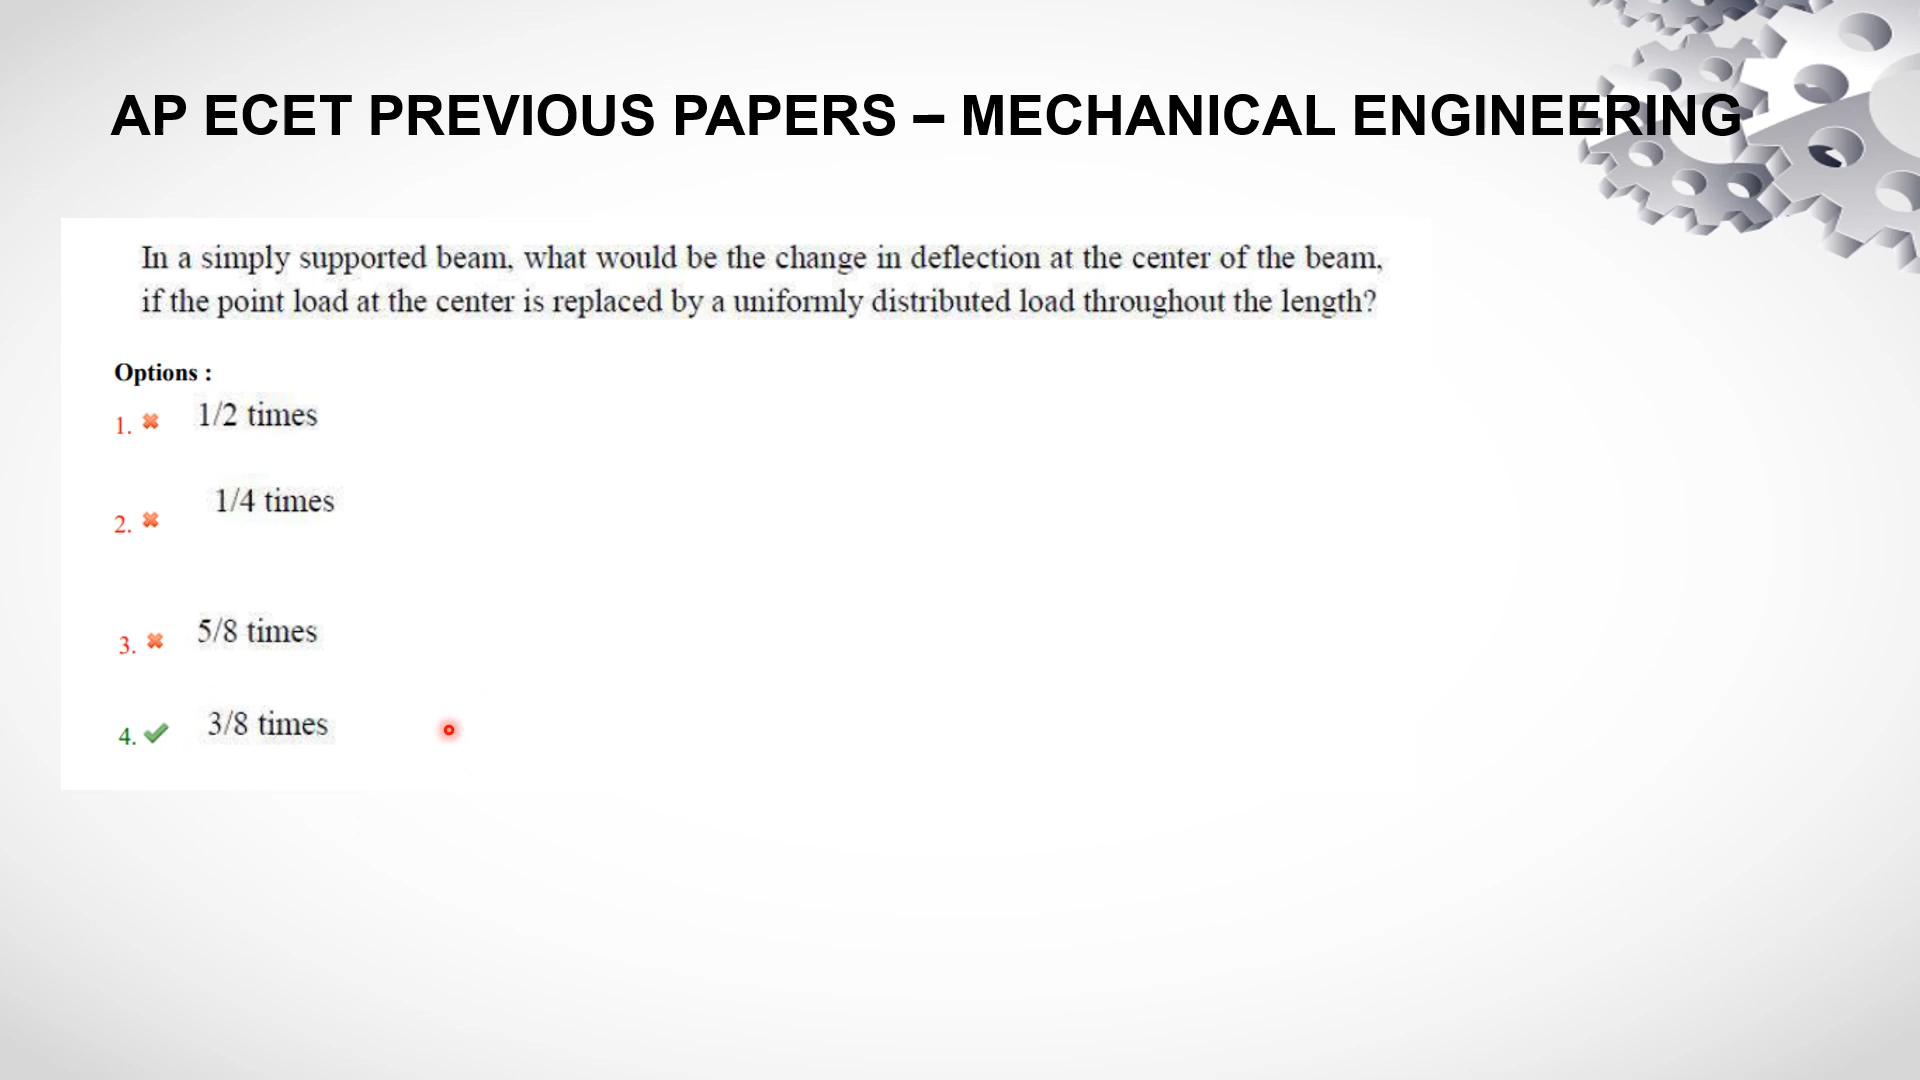 AP ECET PREVIOUS PAPERS – MECHANICAL ENGINEERING
In a simply supported beam, what would be the change in deflection at the center of the beam,
if the point load at the center is replaced by a uniformly distributed load throughout the length?
Options :
1. 1/2 times
2. 1/4 times
3. 5/8 times
4. 3/8 times